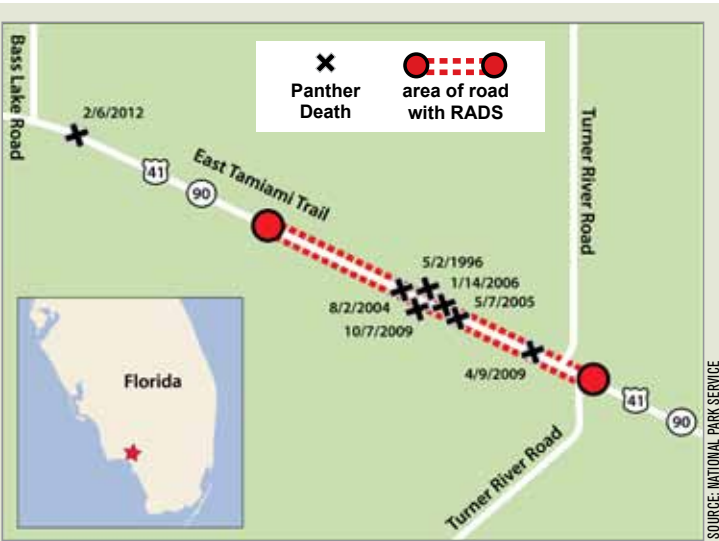 Bass Lake Road
2/6/2012
41
90
East Tamiami Trail
Panther
Death
area of road
with RADS
Turner River Road
5/2/1996
1/14/2006
5/7/2005
8/2/2004
10/7/2009
4/9/2009
41
90
Turner River Road
Florida
SOURCE: NATIONAL PARK SERVICE